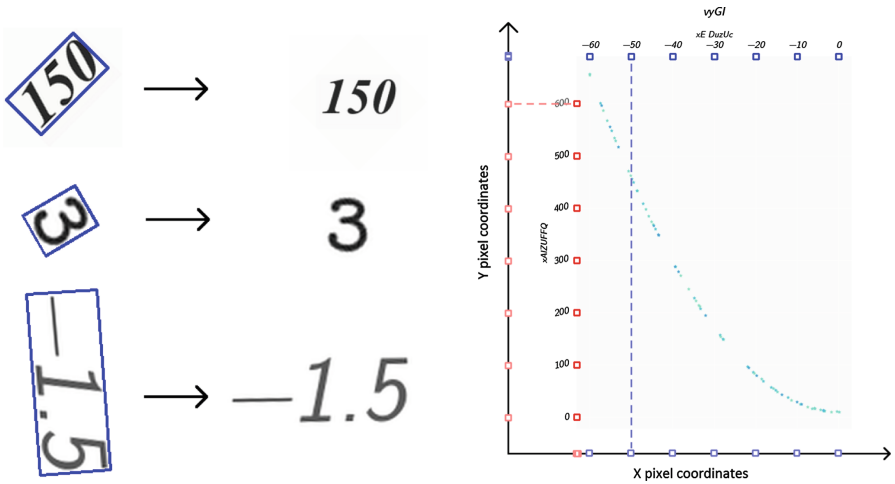 150
150
3
3
−1.5
−1.5
vyGI
xE DuzUc
−60 −50 −40 −30 −20 −10 0
600
500
400
300
200
100
0
xAIZUFFQ
Y pixel coordinates
X pixel coordinates